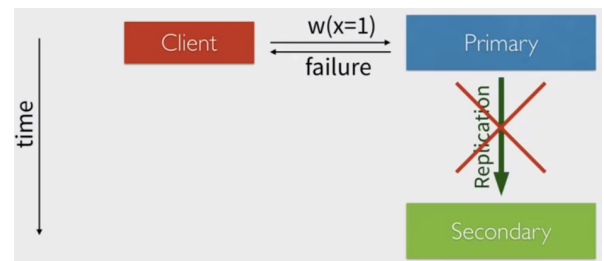 Client
w(x=1)
failure
Primary
time
Replication
Secondary